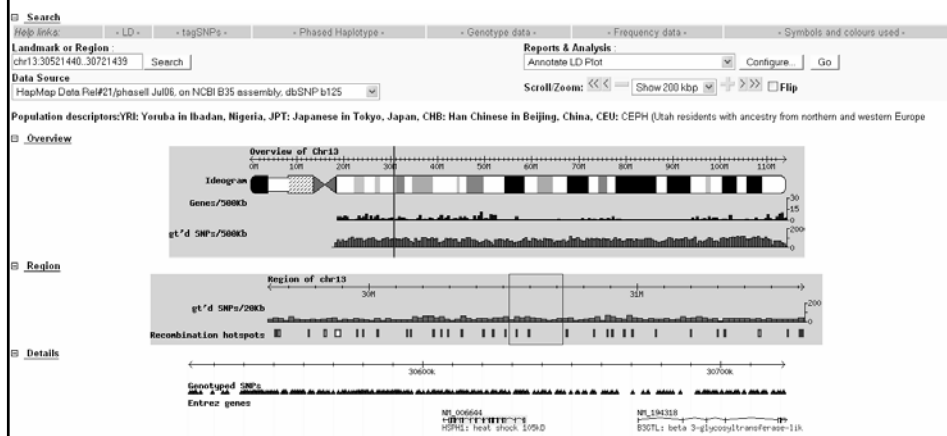 Search
Help links: - LD - - tagSNPs - - Phased Haplotype - - Genotype data - - Frequency data - - Symbols and colours used -
Landmark or Region : Reports & Analysis :
chr13:30521440..30721439 Search Annotate LD Plot Configure... Go
Data Source
HapMap Data Rel#21/phaseII Jul06, on NCBI B35 assembly, dbSNP b125 Scroll/Zoom: Show 200 kbp Flip
Population descriptors:YRI: Yoruba in Ibadan, Nigeria, JPT: Japanese in Tokyo, Japan, CHB: Han Chinese in Beijing, China, CEU: CEPH (Utah residents with ancestry from northern and western Europe
Overview
Overview of Chr13
0M 10M 20M 30M 40M 50M 60M 70M 80M 90M 100M 110M
Ideogram
Genes/500Kb 30
15
gt'd SNPs/500Kb 200
0
Region
Region of chr13
30M 31M
gt'd SNPs/20Kb 200
0
Recombination hotspots
Details
30600k 30700k
Genotyped SNPs
Entrez genes
NM_006644 NM_194318
HSPH1: heat shock 105kD B3GTL: beta 3-glycosyltransferase-lik